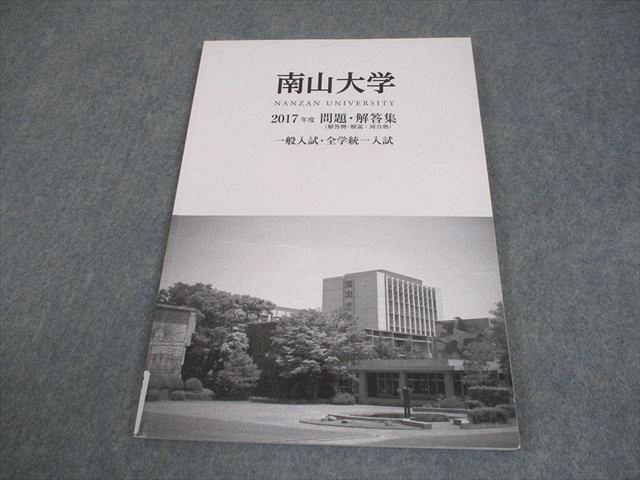 南山大学
NANZAN UNIVERSITY
2017年度 問題・解答集
(解答例・解説：河合塾)
一般入試・全学統一入試